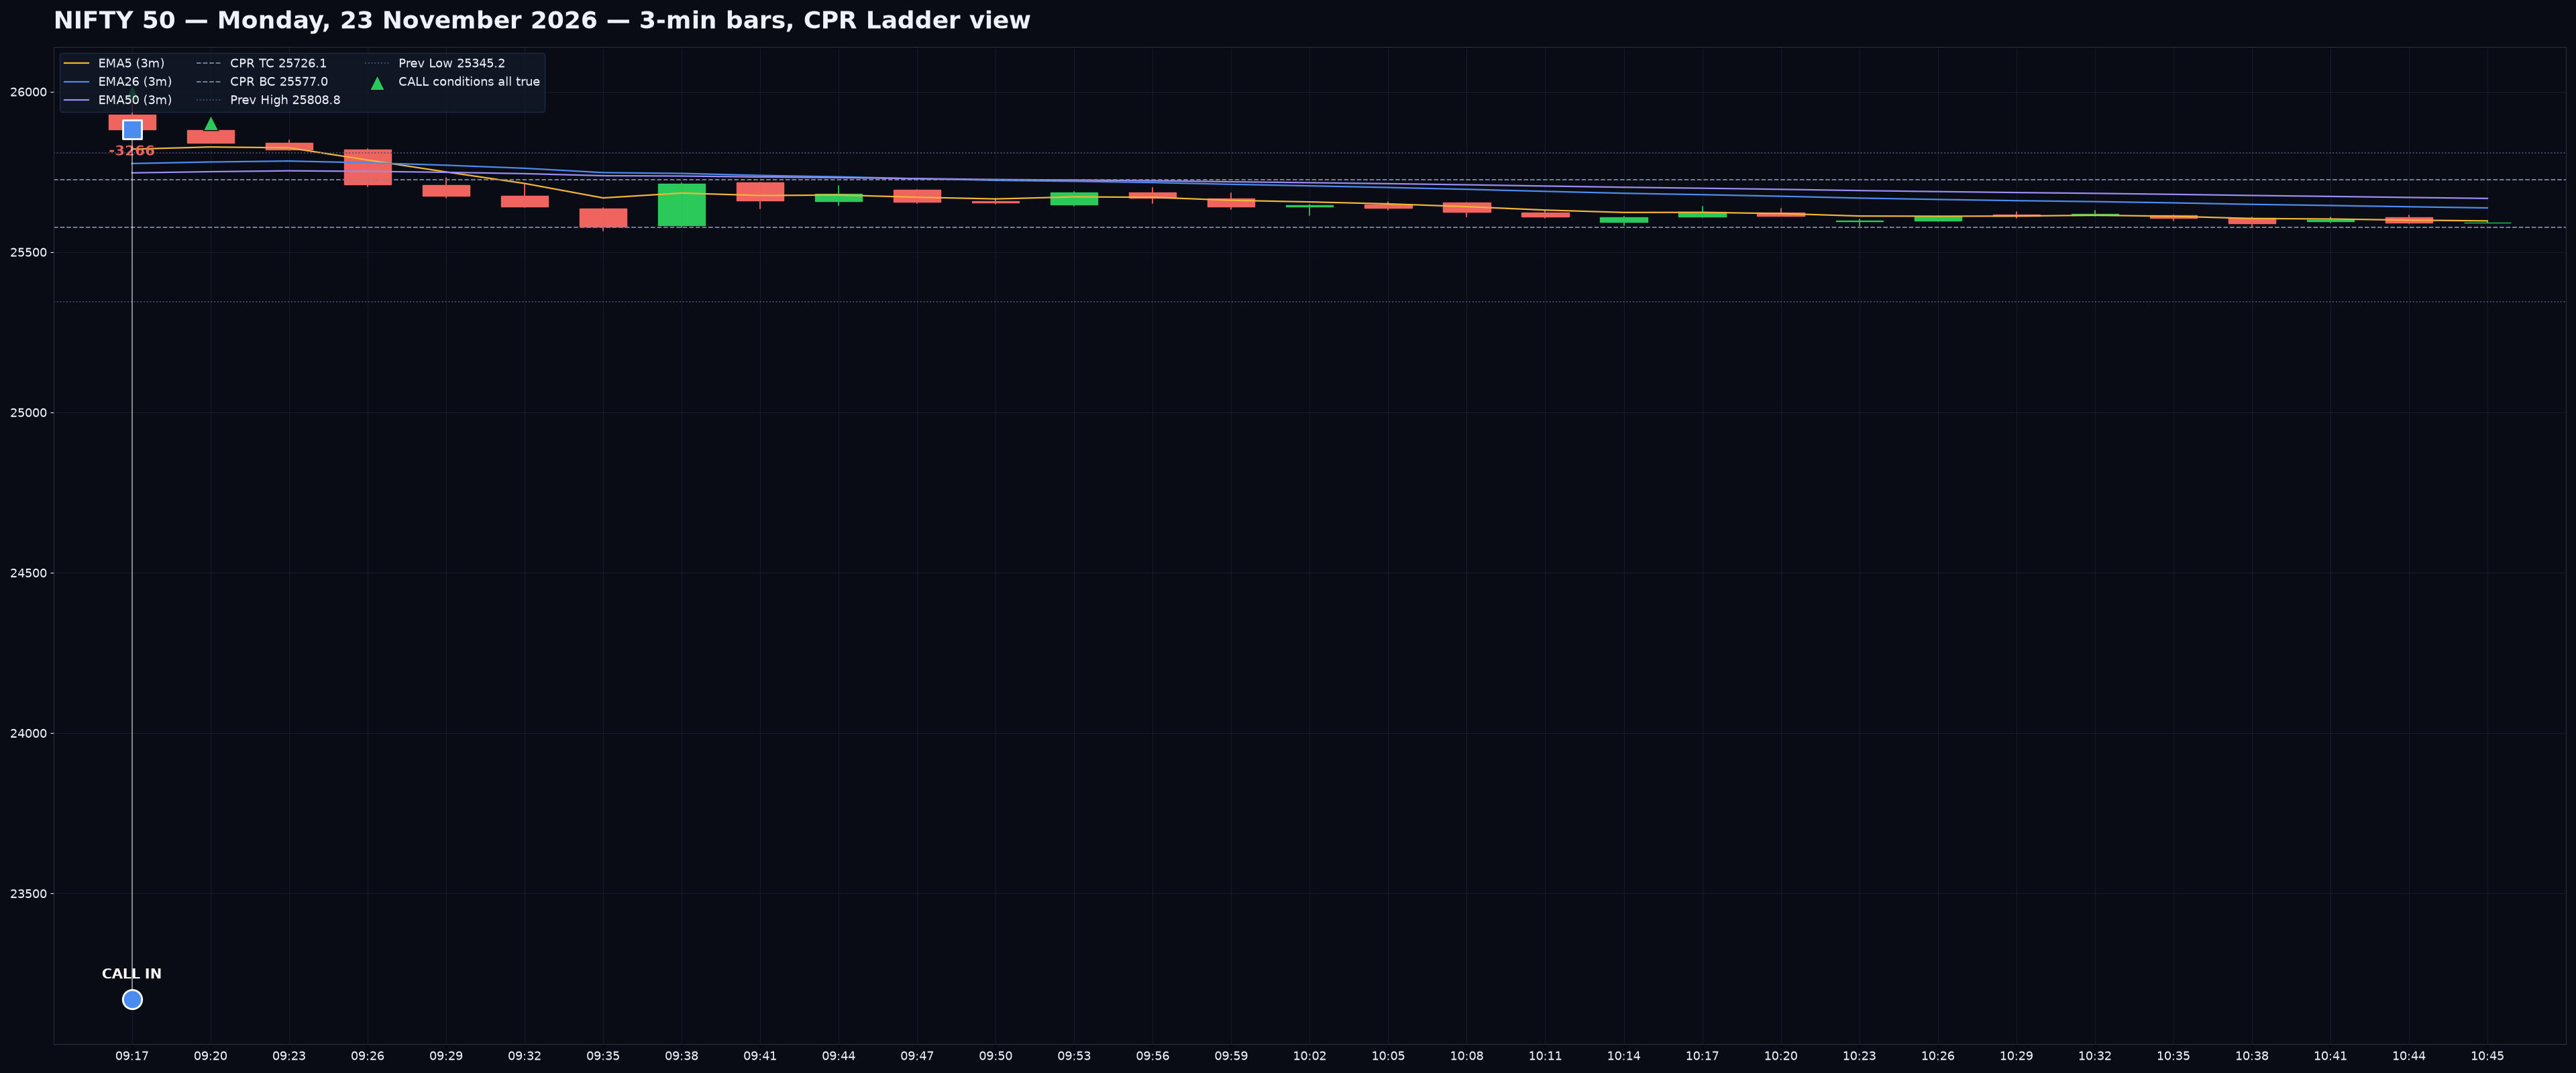 NIFTY 50 — Monday, 23 November 2026 — 3-min bars, CPR Ladder view
EMA5 (3m)
EMA26 (3m)
EMA50 (3m)
CPR TC 25726.1
CPR BC 25577.0
Prev High 25808.8
Prev Low 25345.2
CALL conditions all true
26000
25500
25000
24500
24000
23500
-3266
CALL IN
09:17 09:20 09:23 09:26 09:29 09:32 09:35 09:38 09:41 09:44 09:47 09:50 09:53 09:56 09:59 10:02 10:05 10:08 10:11 10:14 10:17 10:20 10:23 10:26 10:29 10:32 10:35 10:38 10:41 10:44 10:45